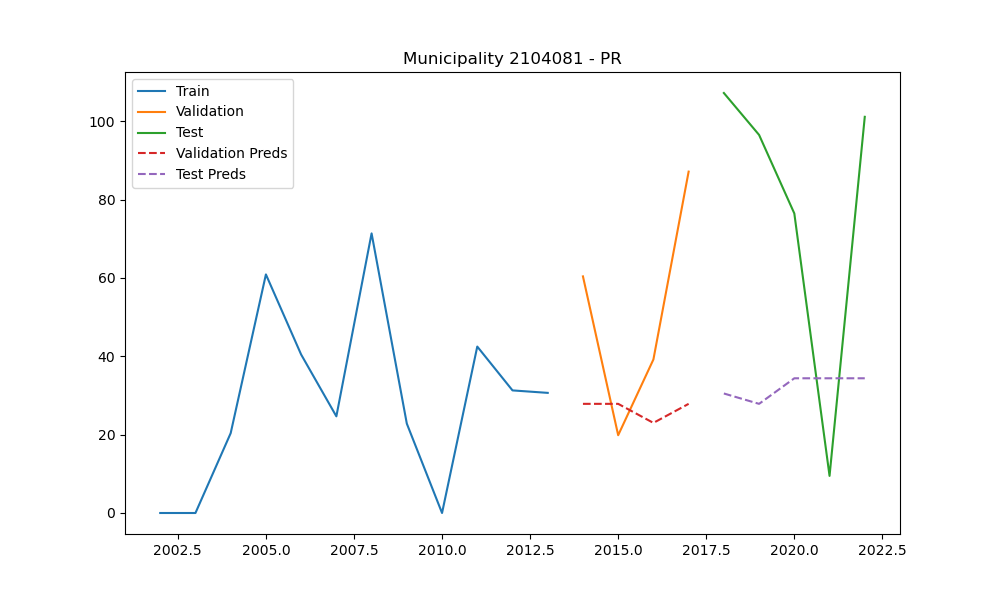 Municipality 2104081 - PR
Train
Validation
Test
Validation Preds
Test Preds
100
80
60
40
20
0
2002.5 2005.0 2007.5 2010.0 2012.5 2015.0 2017.5 2020.0 2022.5